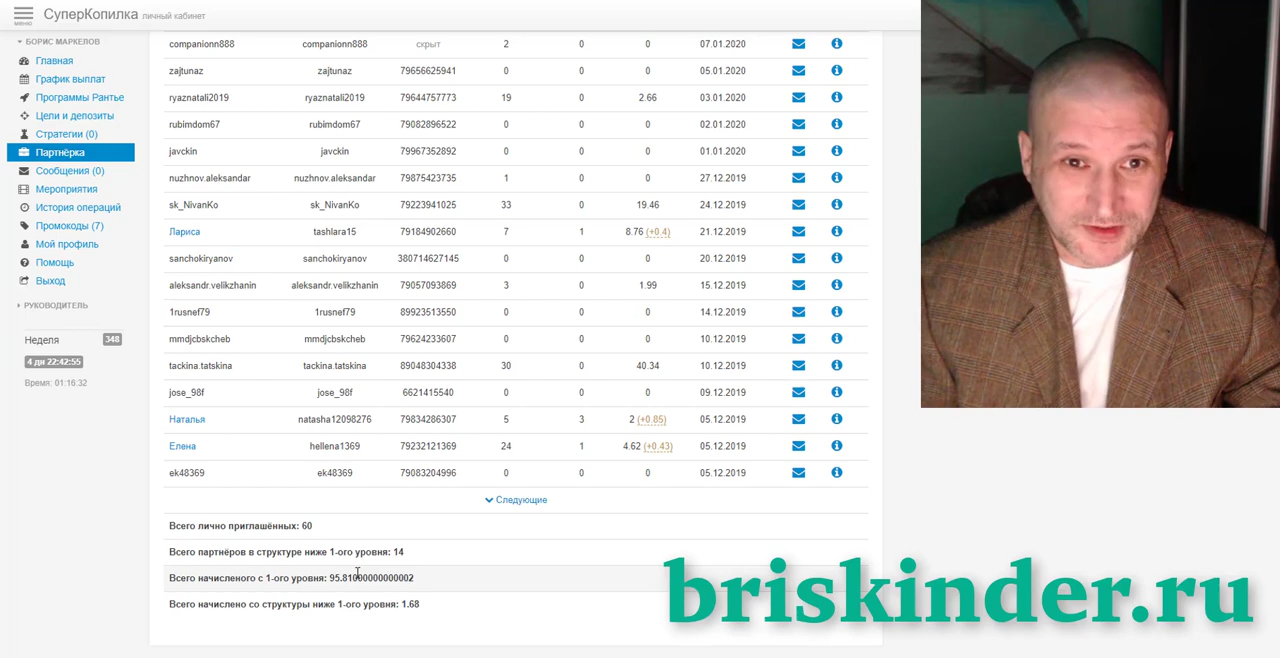 СуперКопилка личный кабинет
меню
БОРИС МАРКЕЛОВ
Главная
График выплат
Программы Рантье
Цели и депозиты
Стратегии (0)
Партнёрка
Сообщения (0)
Мероприятия
История операций
Промокоды (7)
Мой профиль
Помощь
Выход
РУКОВОДИТЕЛЬ
Неделя 348
4 дн 22:42:55
Время: 01:16:32
companionn888 companionn888 скрыт 2 0 0 07.01.2020
zajtunaz zajtunaz 79656625941 0 0 0 05.01.2020
ryaznatali2019 ryaznatali2019 79644757773 19 0 2.66 03.01.2020
rubimdom67 rubimdom67 79082896522 0 0 0 02.01.2020
javckin javckin 79967352892 0 0 0 01.01.2020
nuzhnov.aleksandar nuzhnov.aleksandar 79875420735 1 0 0 27.12.2019
sk_NivanKo sk_NivanKo 79223941025 33 0 19.46 24.12.2019
Лариса tashlara15 79184902660 7 1 8.76 (+0.4) 21.12.2019
sanchokiryanov sanchokiryanov 380714627145 0 0 0 20.12.2019
aleksandr.velikzhanin aleksandr.velikzhanin 79057093869 3 0 1.99 15.12.2019
1rusnef79 1rusnef79 89923513550 0 0 0 14.12.2019
mmdjcbskcheb mmdjcbskcheb 79624233607 0 0 0 10.12.2019
tackina.tatskina tackina.tatskina 89048304338 30 0 40.34 10.12.2019
jose_98f jose_98f 6621415540 0 0 0 09.12.2019
Наталья natasha12098276 79834286307 5 3 2 (+0.85) 05.12.2019
Елена hellena1369 79232121369 24 1 4.62 (+0.43) 05.12.2019
ek48369 ek48369 79083204996 0 0 0 05.12.2019
Следующие
Всего лично приглашённых: 60
Всего партнёров в структуре ниже 1-ого уровня: 14
Всего начисленого с 1-ого уровня: 95.81000000000002
Всего начислено со структуры ниже 1-ого уровня: 1.68
briskinder.ru